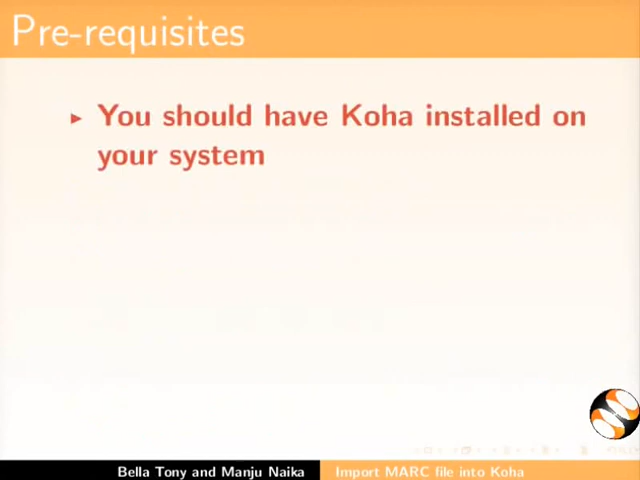 Pre-requisites
You should have Koha installed on
your system
Bella Tony and Manju Naika
Import MARC file into Koha